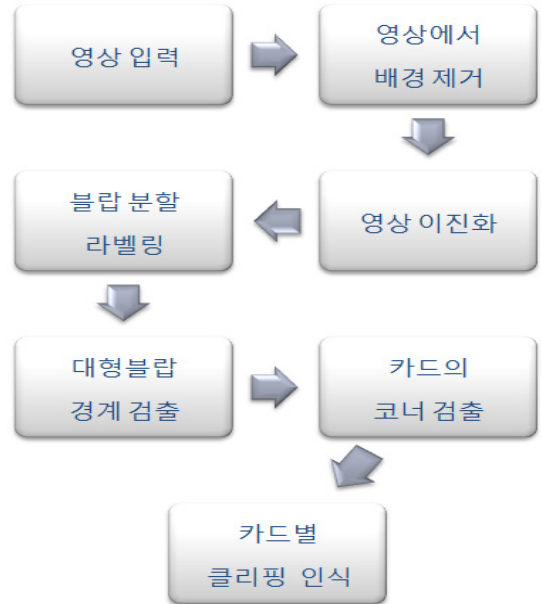 영상 입력
영상에서
배경 제거
영상 이진화
블랍 분할
라벨링
대형블랍
경계 검출
카드의
코너 검출
카드별
클리핑 인식